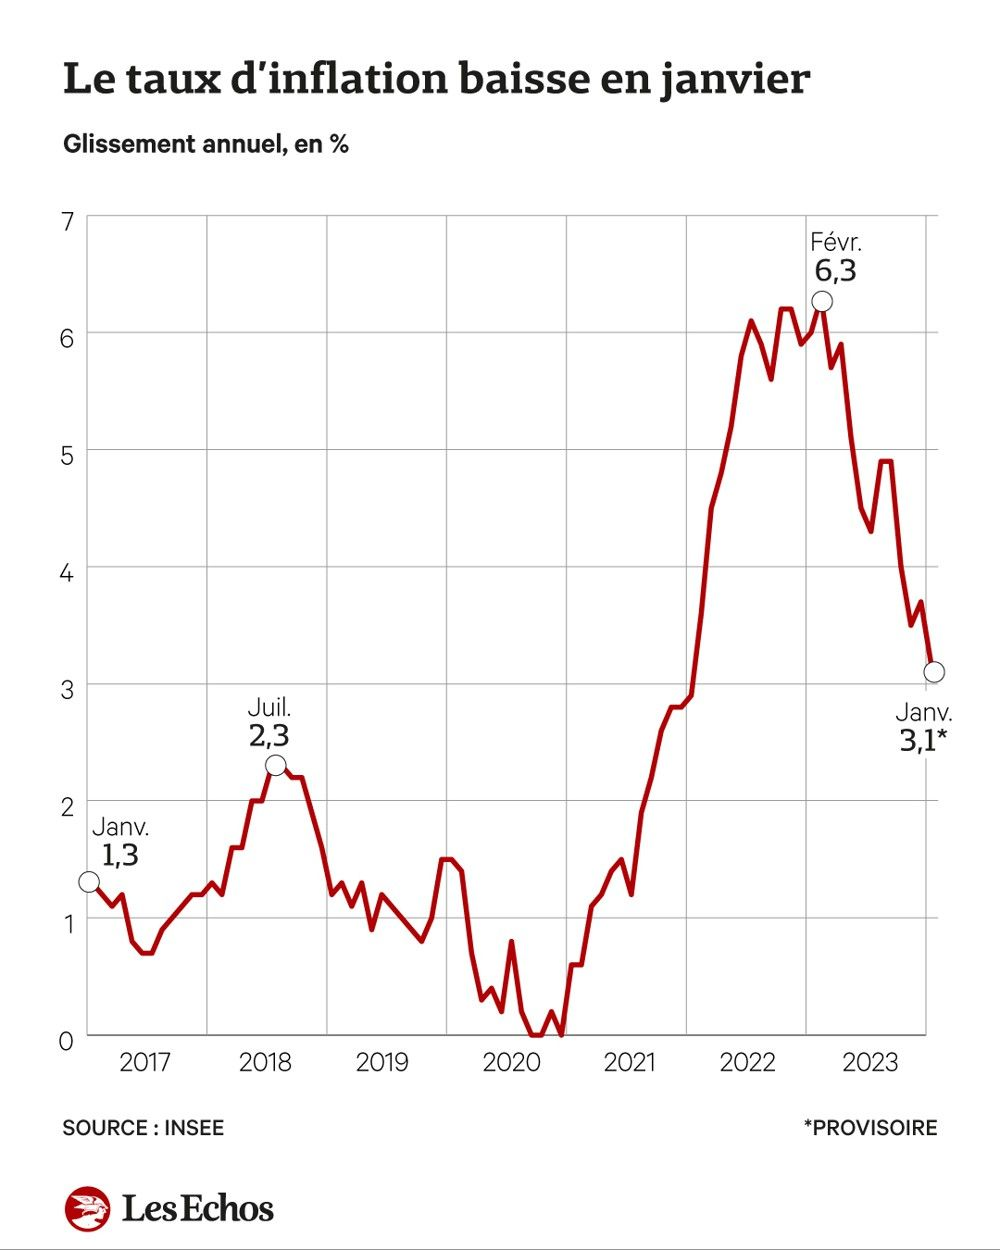 Le taux d'inflation baisse en janvier
Glissement annuel, en %
7
Févr.
6,3
6
5
4
3
Janv.
3,1*
Juil.
2,3
2
Janv.
1,3
1
0
2017 2018 2019 2020 2021 2022 2023
SOURCE : INSEE *PROVISOIRE
Les Echos